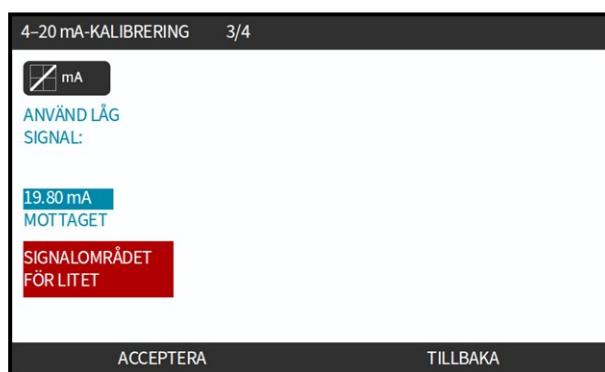 4–20 mA-KALIBRERING 3/4
mA
ANVÄND LÅG
SIGNAL:
19.80 mA
MOTTAGET
SIGNALOMRÅDET
FÖR LITET
ACCEPTERA TILLBAKA